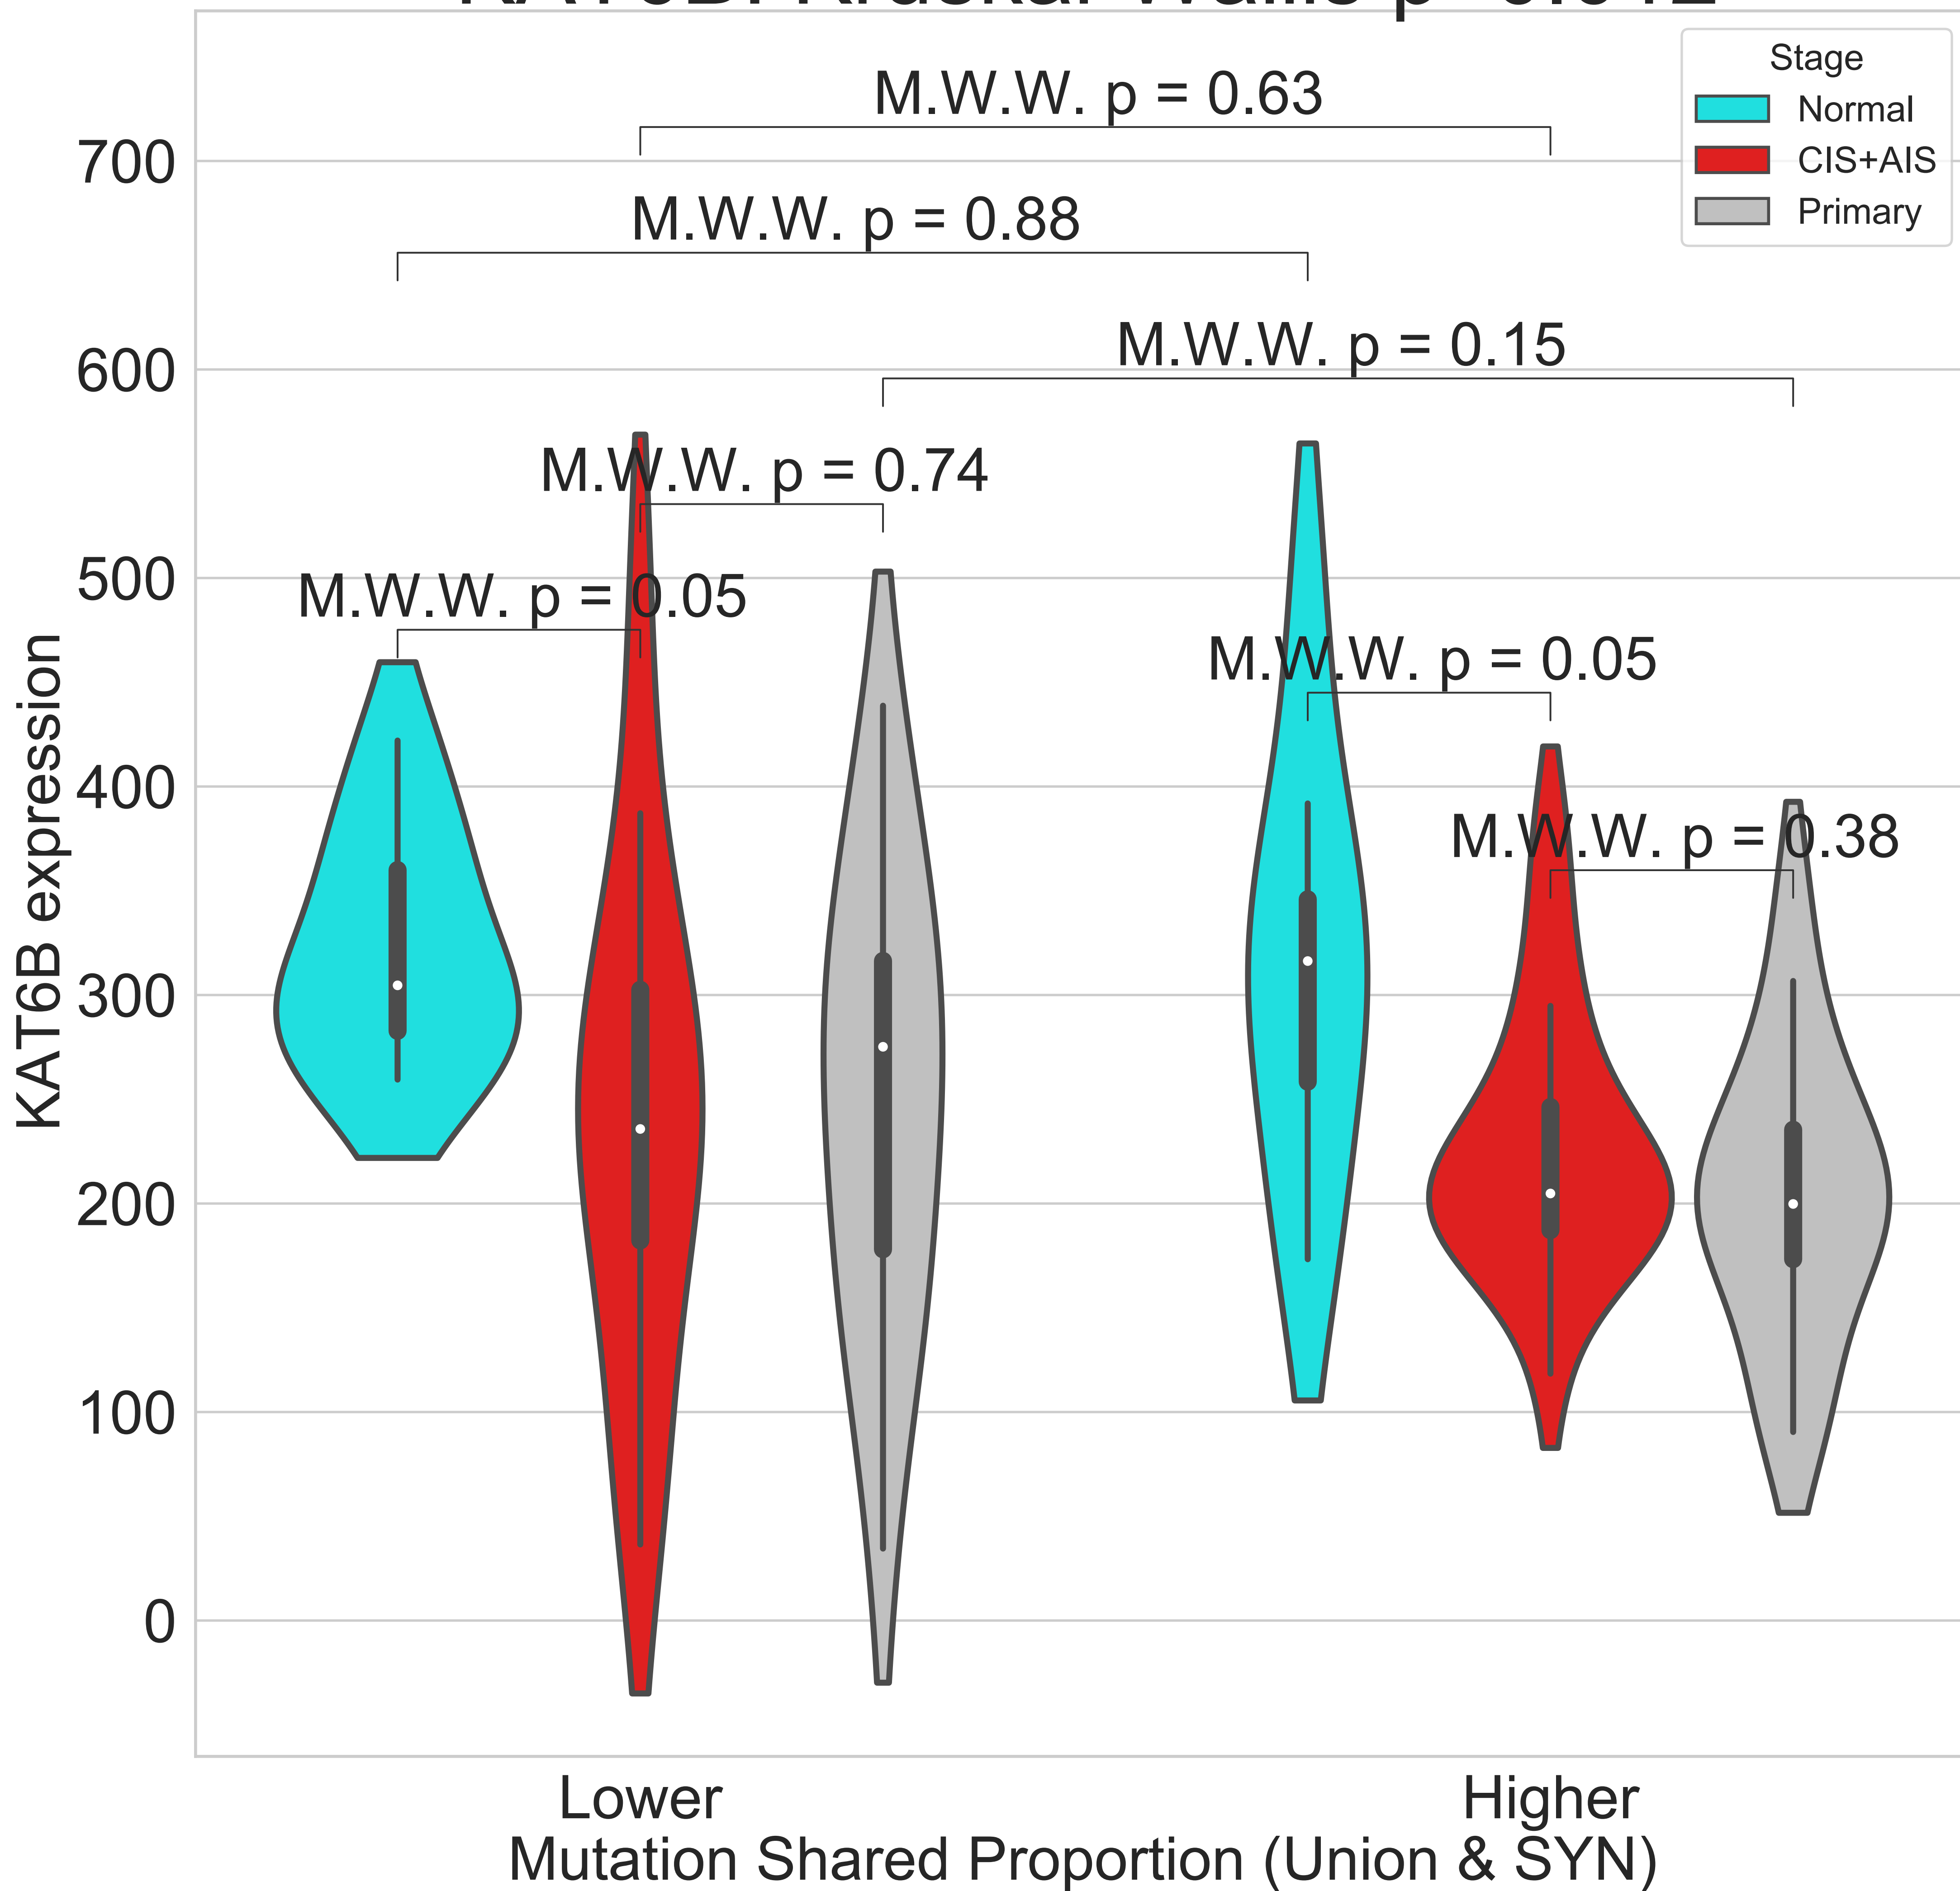 Stage
Normal
CIS+AIS
Primary
M.W.W. p = 0.63
M.W.W. p = 0.88
M.W.W. p = 0.15
M.W.W. p = 0.74
M.W.W. p = 0.05
M.W.W. p = 0.05
M.W.W. p = 0.38
KAT6B expression
700
600
500
400
300
200
100
0
Lower
Higher
Mutation Shared Proportion (Union & SYN)